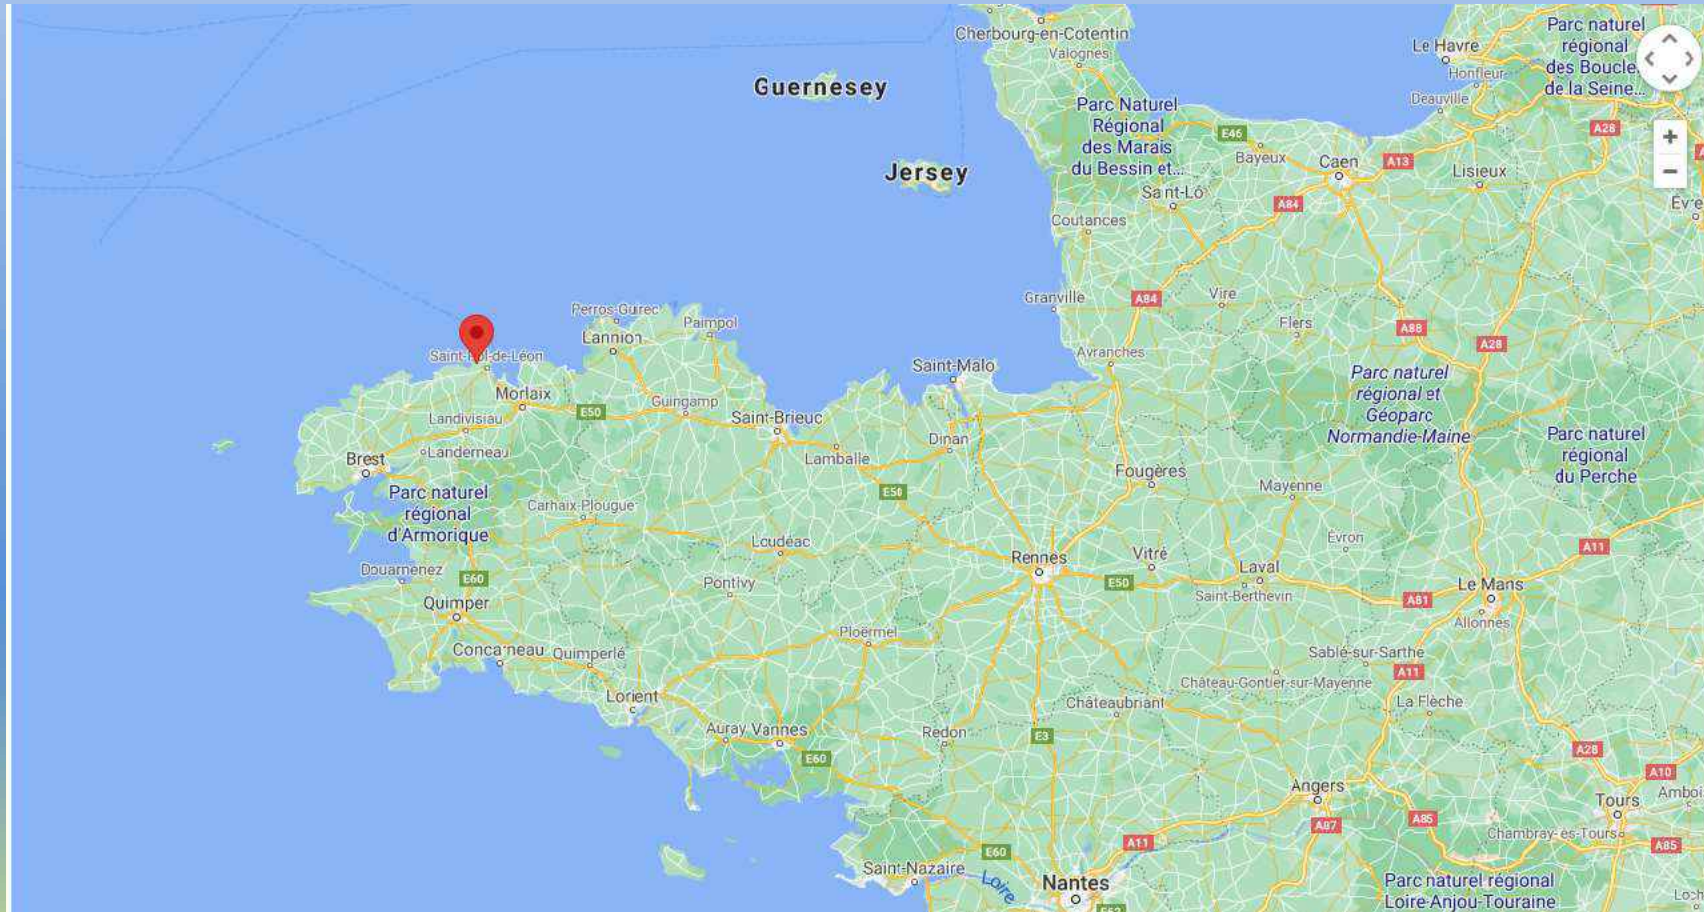 Cherbourg-en-Cotentin
Valognes
Le Havre
Honfleur
Deauville
Parc naturel
régional
des Boucle
de la Seine...
Guernesey
Jersey
Parc Naturel
Régional
des Marais
du Bessin et...
E46
Bayeux
Caen
A13
A28
Lisieux
Saint-Lô
A84
Coutances
Évre
Granville
A84
Vire
Flers
A88
A28
Perros-Guirec
Lannion
Paimpol
Saint-Pol-de-Léon
Morlaix
Saint-Malo
Avranches
Parc naturel
régional et
Géoparc
Normandie-Maine
Landivisiau
E50
Guingamp
Saint-Brieuc
Dinan
Landerneau
Lamballe
Brest
Fougères
Mayenne
Parc naturel
régional
du Perche
Parc naturel
régional
d'Armorique
Carhaix-Plougue
E50
Loudéac
Rennes
Vitré
Évron
A11
Douarnenez
E60
Pontivy
E50
Laval
Saint-Berthevin
A81
Le Mans
Allonnes
Quimper
Ploërmel
Concarneau
Quimperlé
Sablé-sur-Sarthe
A11
Château-Gontier-sur-Mayenne
Lorient
Châteaubriant
La Flèche
Auray
Vannes
Redon
E3
A28
E60
A10
Amboi
Angers
Tours
A87
A85
Chambray-lès-Tours
A85
A11
E60
Saint-Nazaire
Loire
Nantes
Parc naturel régional
Loire-Anjou-Touraine
Loch